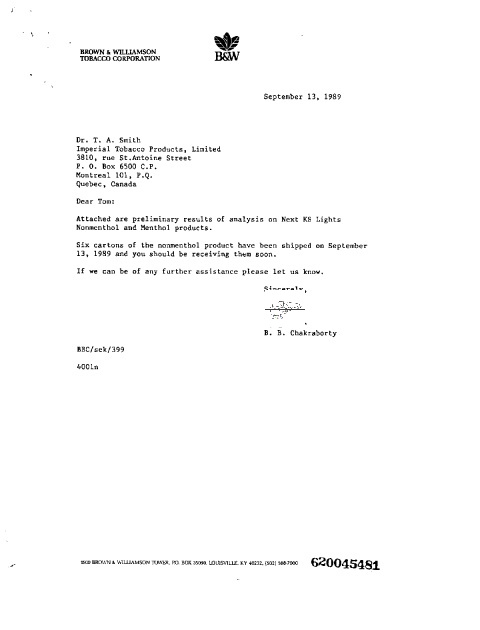 BROWN & WILLIAMSON
TOBACCO CORPORATION
B&W
September 13, 1989
Dr. T. A. Smith
Imperial Tobacco Products, Limited
3810, rue St.Antoine Street
P. O. Box 6500 C.P.
Montreal 101, P.Q.
Quebec, Canada
Dear Tom:
Attached are preliminary results of analysis on Next KS Lights
Nonmenthol and Menthol products.
Six cartons of the nonmenthol product have been shipped on September
13, 1989 and you should be receiving them soon.
If we can be of any further assistance please let us know.
Sincerely,
B. B. Chakraborty
BBC/sek/399
4001n
1500 BROWN & WILLIAMSON TOWER, P.O. BOX 35090, LOUISVILLE, KY 40232, (502) 568-7000
620045481